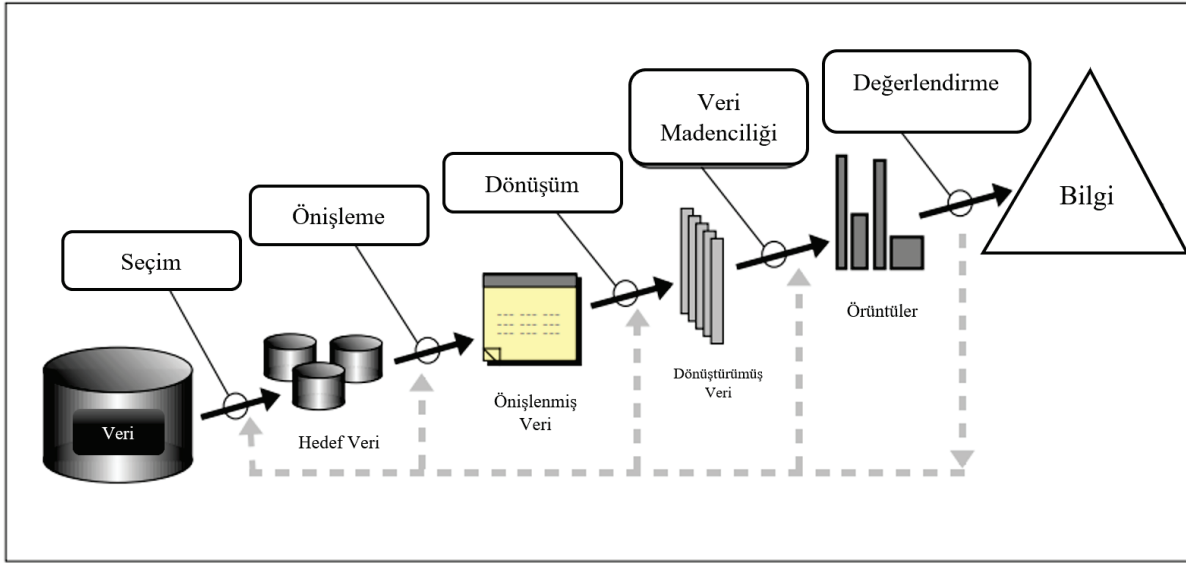 Değerlendirme
Veri
Madenciliği
Dönüşüm
Önişleme
Seçim
Bilgi
Örüntüler
Dönüştürümüş
Veri
Önişlenmiş
Veri
Hedef Veri
Veri